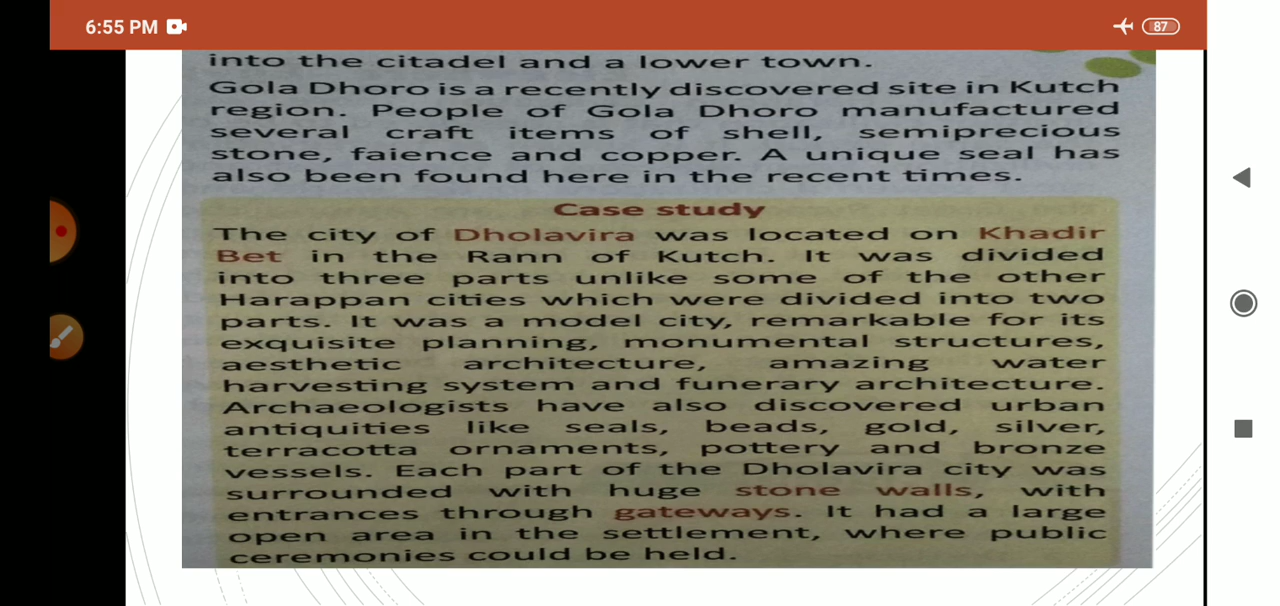 6:55 PM
87
into the citadel and a lower town.
Gola Dhoro is a recently discovered site in Kutch
region. People of Gola Dhoro manufactured
several craft items of shell, semiprecious
stone, faience and copper. A unique seal has
also been found here in the recent times.
Case study
The city of Dholavira was located on Khadir
Bet in the Rann of Kutch. It was divided
into three parts unlike some of the other
Harappan cities which were divided into two
parts. It was a model city, remarkable for its
exquisite planning, monumental structures,
aesthetic architecture, amazing water
harvesting system and funerary architecture.
Archaeologists have also discovered urban
antiquities like seals, beads, gold, silver,
terracotta ornaments, pottery and bronze
vessels. Each part of the Dholavira city was
surrounded with huge stone walls, with
entrances through gateways. It had a large
open area in the settlement, where public
ceremonies could be held.